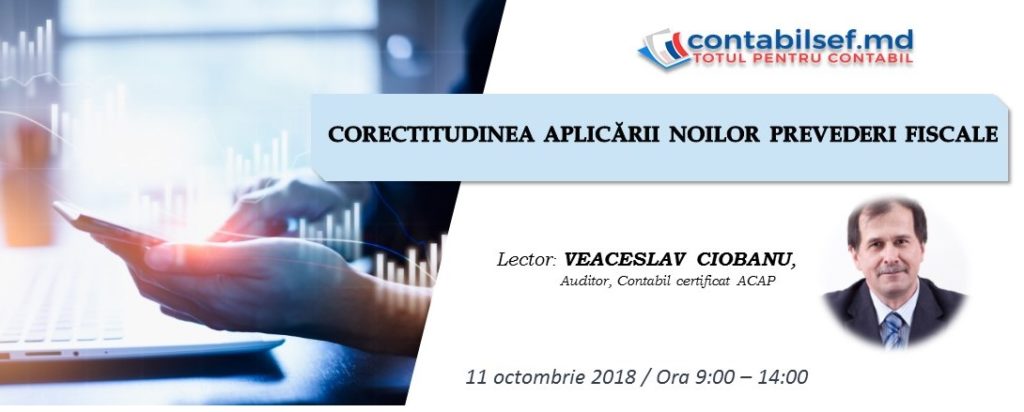 contabilsef.md
TOTUL PENTRU CONTABIL
CORECTITUDINEA APLICĂRII NOILOR PREVEDERI FISCALE
Lector: VEACESLAV CIOBANU,
Auditor, Contabil certificat ACAP
11 octombrie 2018 / Ora 9:00 – 14:00